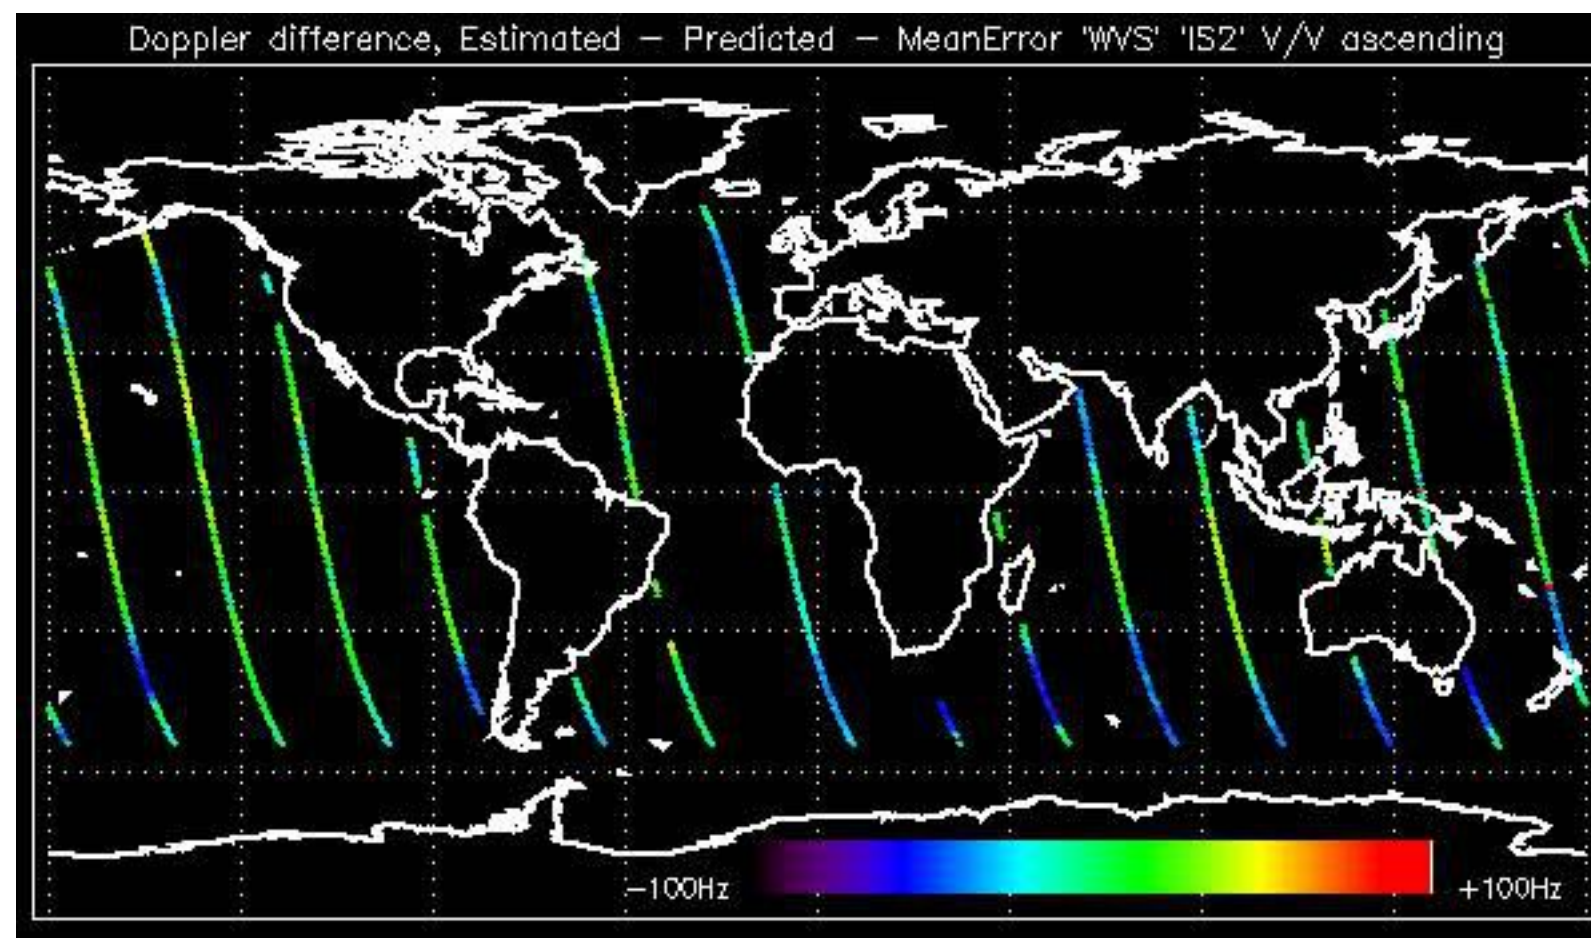 Doppler difference, Estimated - Predicted - MeanError 'WVS' 'IS2' V/V ascending
-100Hz
+100Hz